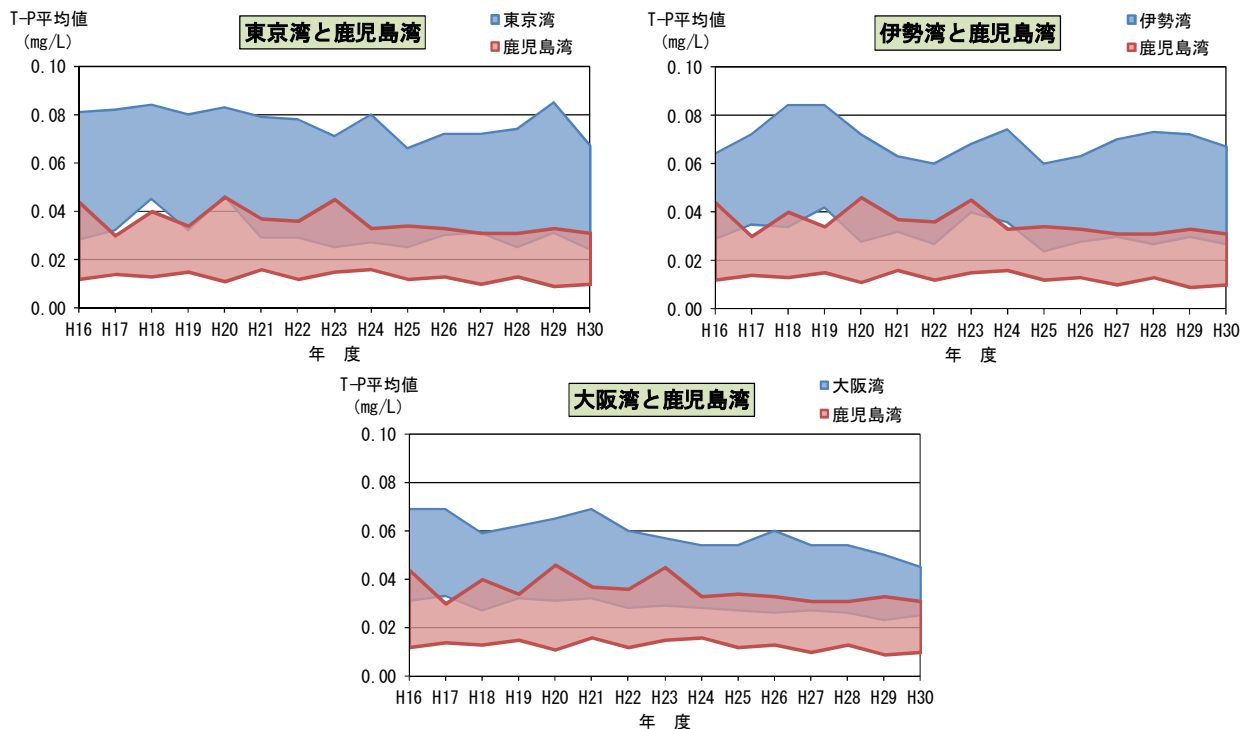 T-P平均値
(mg/L)
東京湾と鹿児島湾
東京湾
鹿児島湾
0.10
0.08
0.06
0.04
0.02
0.00
H16 H17 H18 H19 H20 H21 H22 H23 H24 H25 H26 H27 H28 H29 H30
年 度
T-P平均値
(mg/L)
伊勢湾と鹿児島湾
伊勢湾
鹿児島湾
0.10
0.08
0.06
0.04
0.02
0.00
H16 H17 H18 H19 H20 H21 H22 H23 H24 H25 H26 H27 H28 H29 H30
年 度
T-P平均値
(mg/L)
大阪湾と鹿児島湾
大阪湾
鹿児島湾
0.10
0.08
0.06
0.04
0.02
0.00
H16 H17 H18 H19 H20 H21 H22 H23 H24 H25 H26 H27 H28 H29 H30
年 度